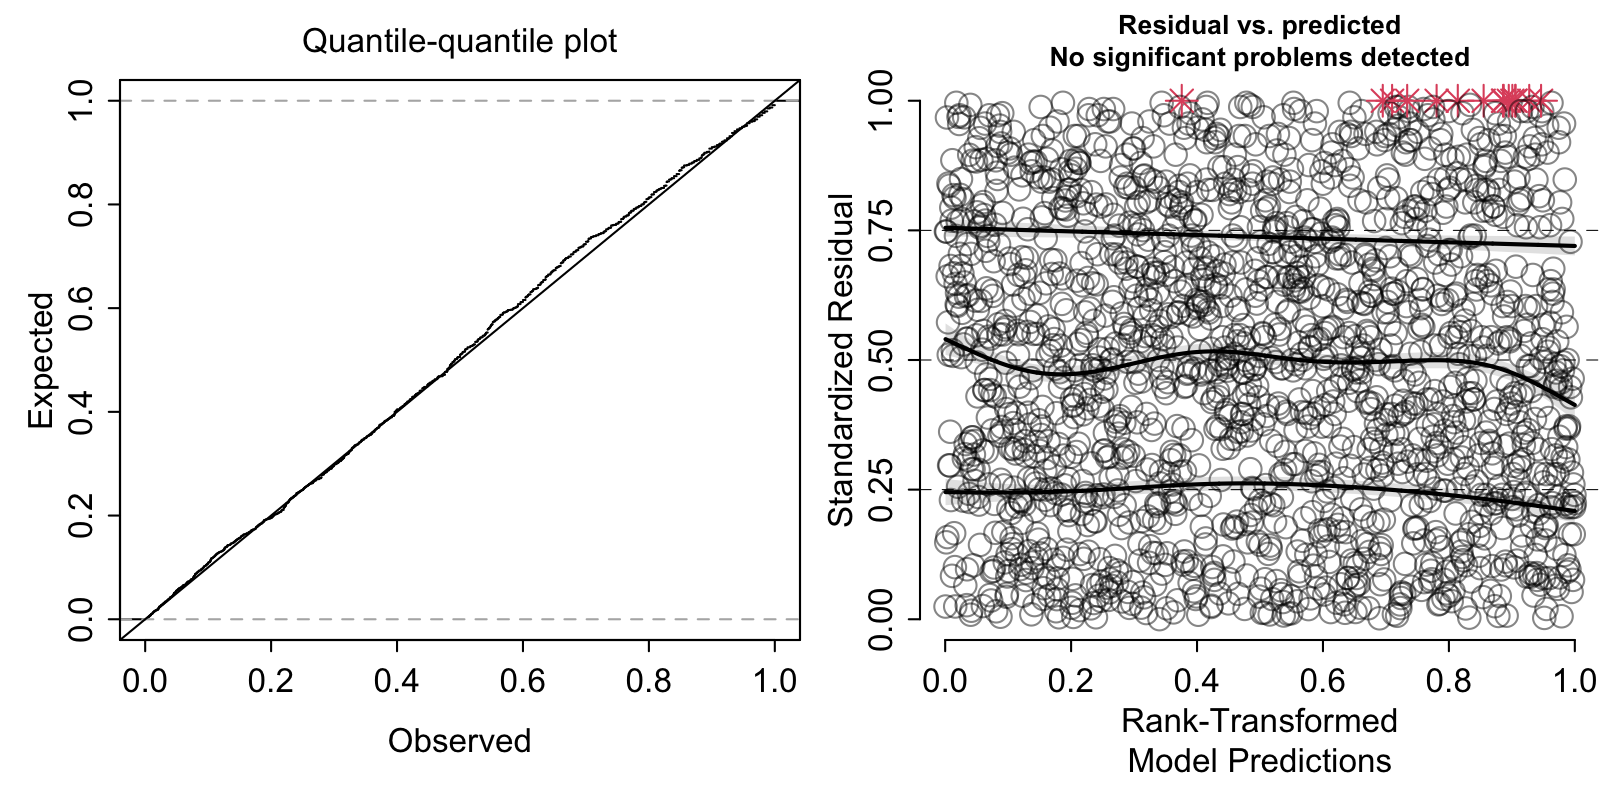 Quantile-quantile plot
Expected
0.0 0.2 0.4 0.6 0.8 1.0
0.0 0.2 0.4 0.6 0.8 1.0
Observed
Residual vs. predicted
No significant problems detected
Standardized Residual
0.00 0.25 0.50 0.75 1.00
0.0 0.2 0.4 0.6 0.8 1.0
Rank-Transformed
Model Predictions